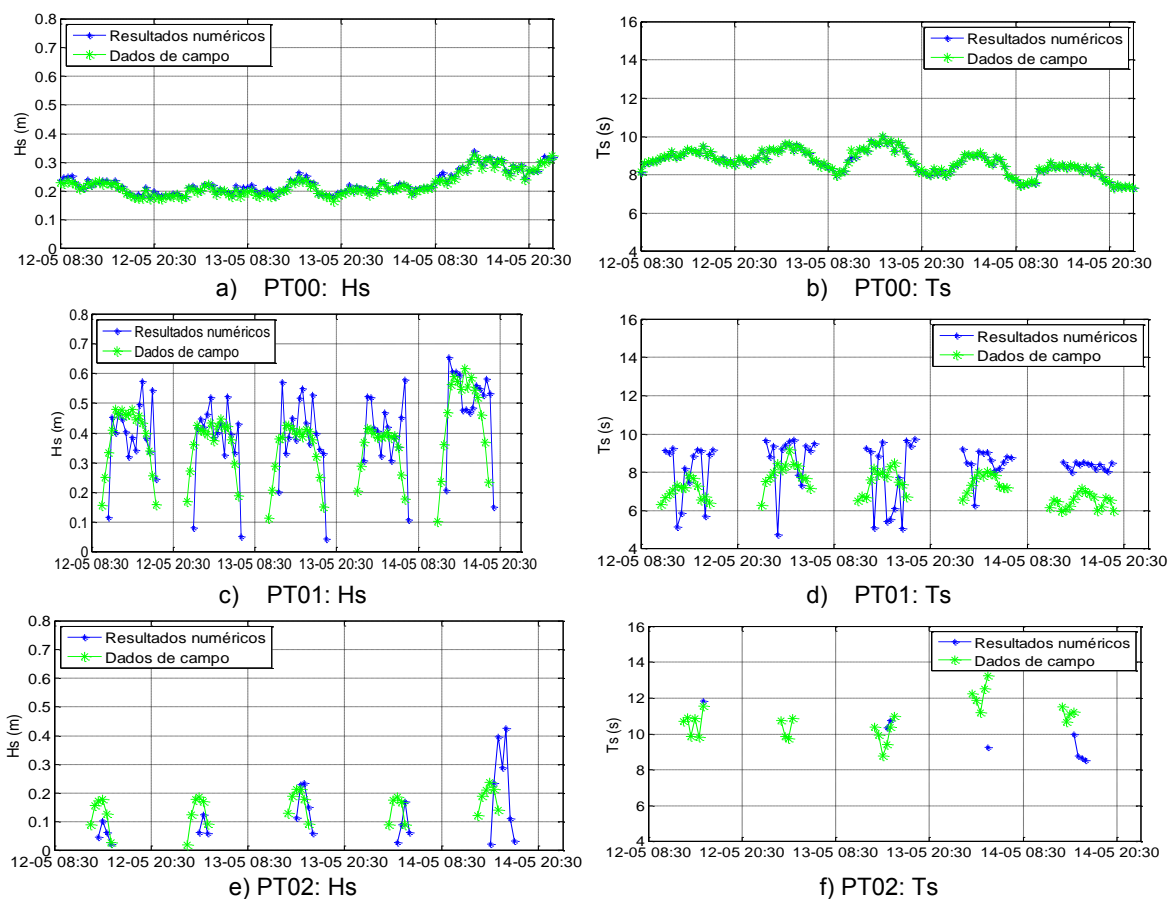 0.8
0.7
0.6
0.5
0.4
0.3
0.2
0.1
0
Hs (m)
Resultados numéricos
Dados de campo
12-05 08:30 12-05 20:30 13-05 08:30 13-05 20:30 14-05 08:30 14-05 20:30
a) PT00: Hs
16
14
12
10
8
6
4
Ts (s)
Resultados numéricos
Dados de campo
12-05 08:30 12-05 20:30 13-05 08:30 13-05 20:30 14-05 08:30 14-05 20:30
b) PT00: Ts
0.8
0.7
0.6
0.5
0.4
0.3
0.2
0.1
0
Hs (m)
Resultados numéricos
Dados de campo
12-05 08:30 12-05 20:30 13-05 08:30 13-05 20:30 14-05 08:30 14-05 20:30
c) PT01: Hs
16
14
12
10
8
6
4
Ts (s)
Resultados numéricos
Dados de campo
12-05 08:30 12-05 20:30 13-05 08:30 13-05 20:30 14-05 08:30 14-05 20:30
d) PT01: Ts
0.8
0.7
0.6
0.5
0.4
0.3
0.2
0.1
0
Hs (m)
Resultados numéricos
Dados de campo
12-05 08:30 12-05 20:30 13-05 08:30 13-05 20:30 14-05 08:30 14-05 20:30
e) PT02: Hs
16
14
12
10
8
6
4
Ts (s)
Resultados numéricos
Dados de campo
12-05 08:30 12-05 20:30 13-05 08:30 13-05 20:30 14-05 08:30 14-05 20:30
f) PT02: Ts